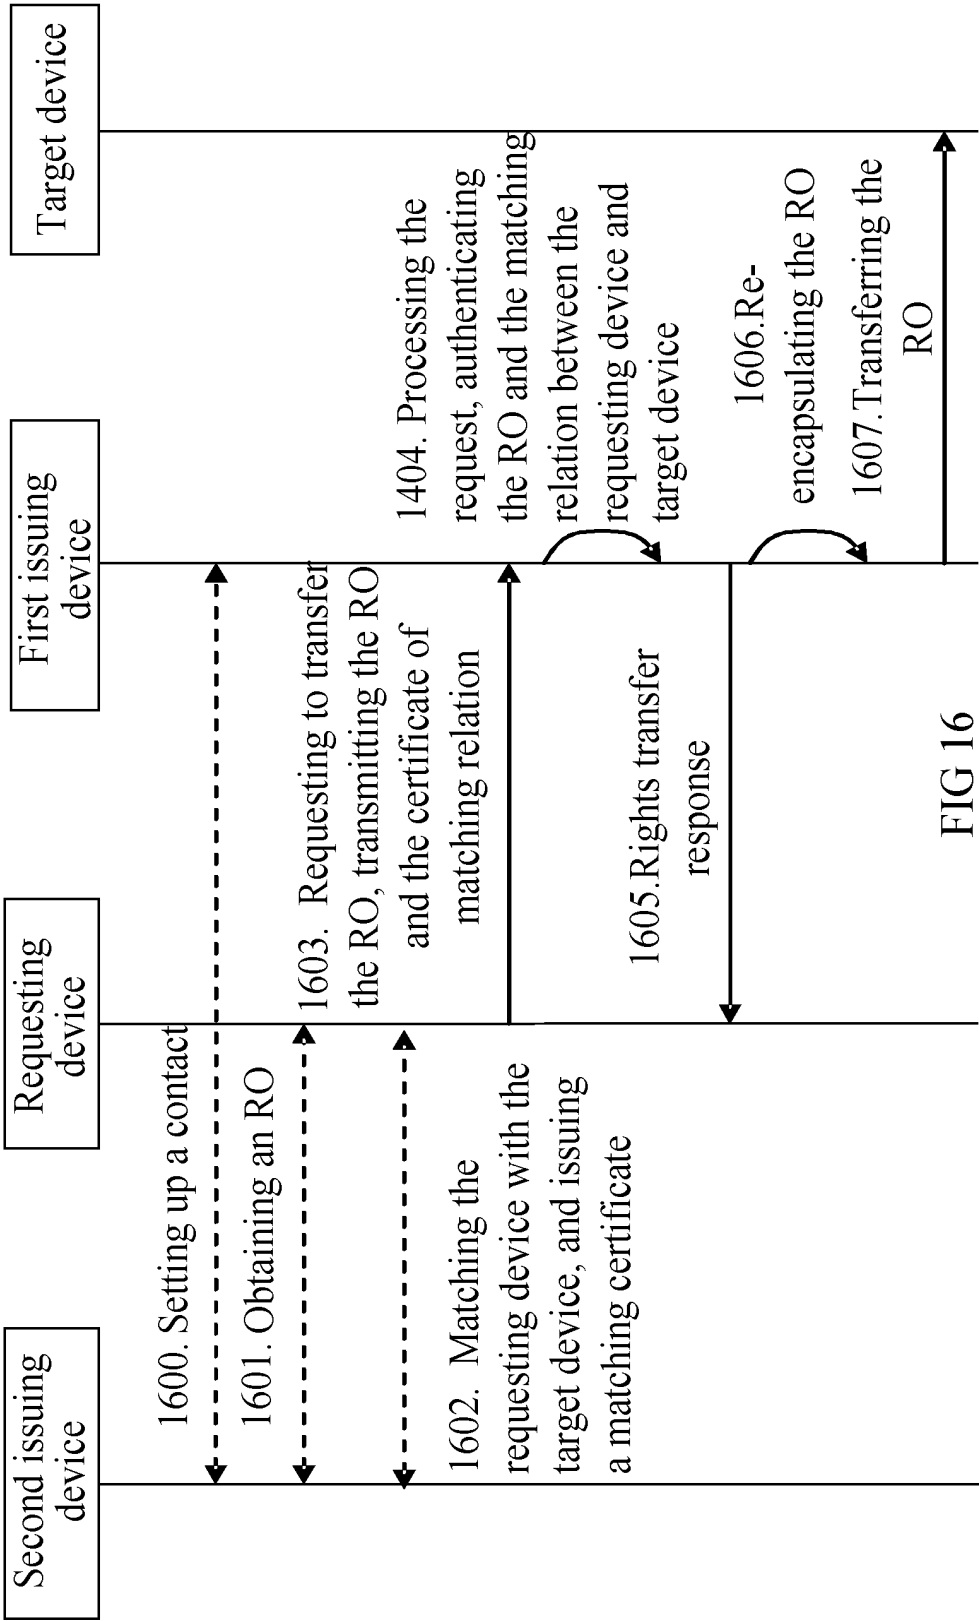 Second issuing
device
Requesting
device
First issuing
device
Target device
1600. Setting up a contact
1601. Obtaining an RO
1602. Matching the
requesting device with the
target device, and issuing
a matching certificate
1603. Requesting to transfer
the RO, transmitting the RO
and the certificate of
matching relation
1404. Processing the
request, authenticating
the RO and the matching
relation between the
requesting device and
target device
1605.Rights transfer
response
1606.Re-
encapsulating the RO
1607.Transferring the
RO
FIG 16